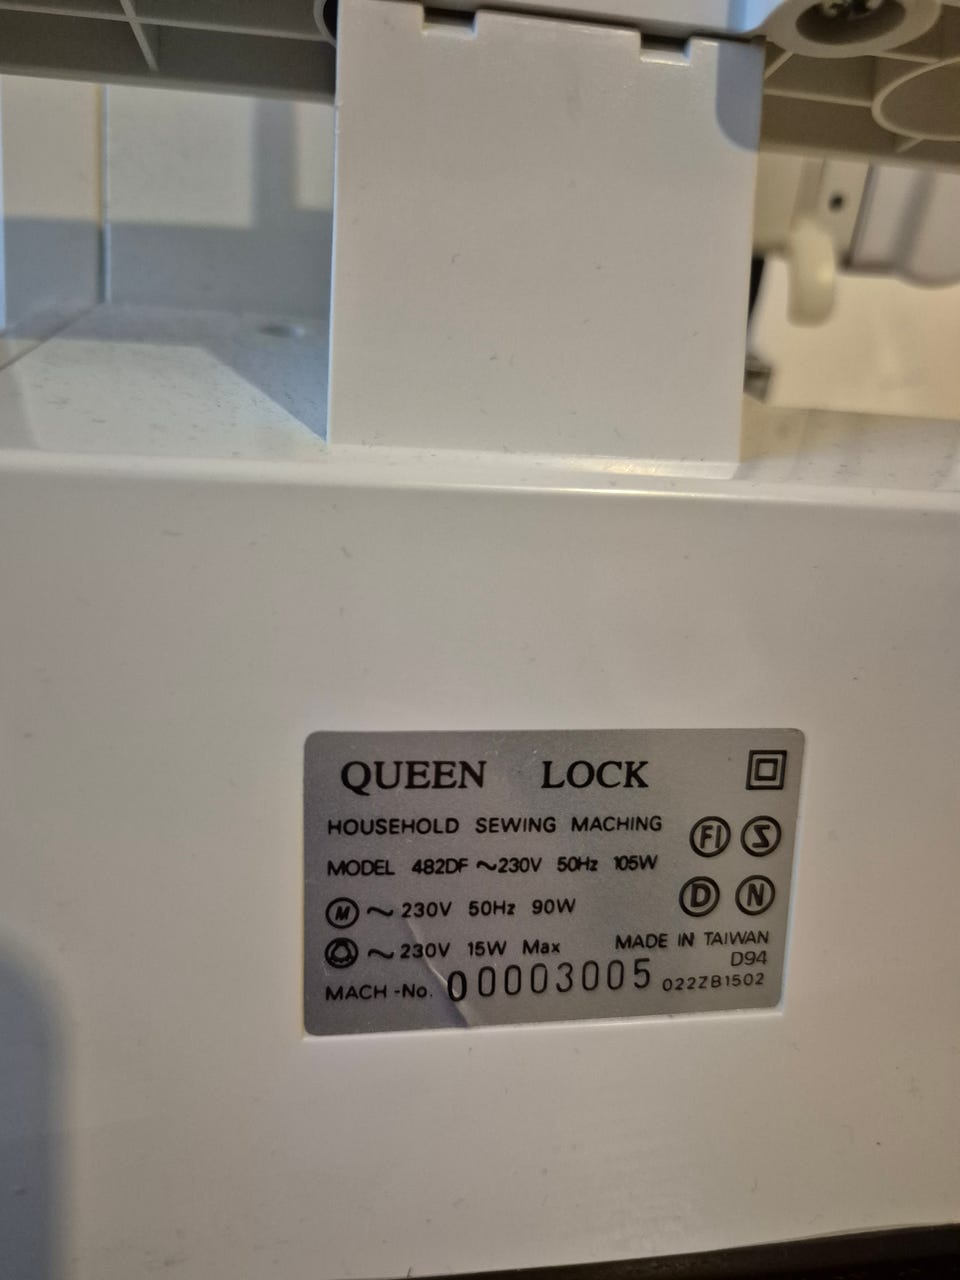 QUEEN LOCK
HOUSEHOLD SEWING MACHING
FI S
MODEL 482DF ~230V 50Hz 105W
M ~ 230V 50Hz 90W
D N
~230V 15W Max
MADE IN TAIWAN
D94
MACH -No. 00003005
022ZB1502